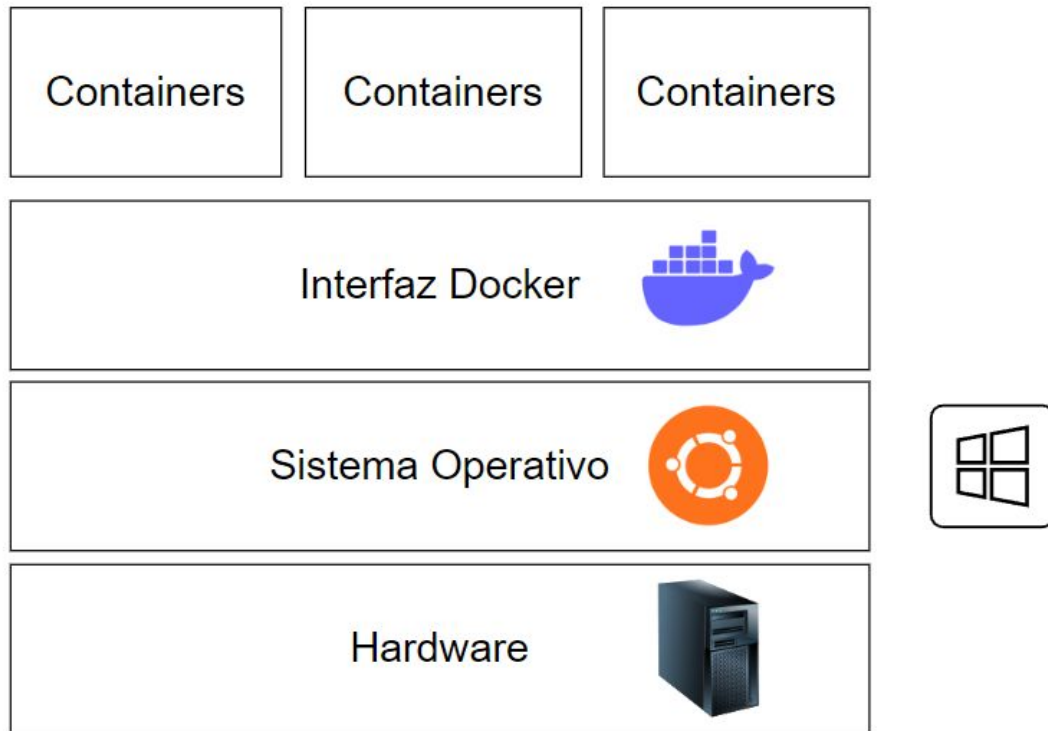 Containers
Containers
Containers
Interfaz Docker
Sistema Operativo
Hardware